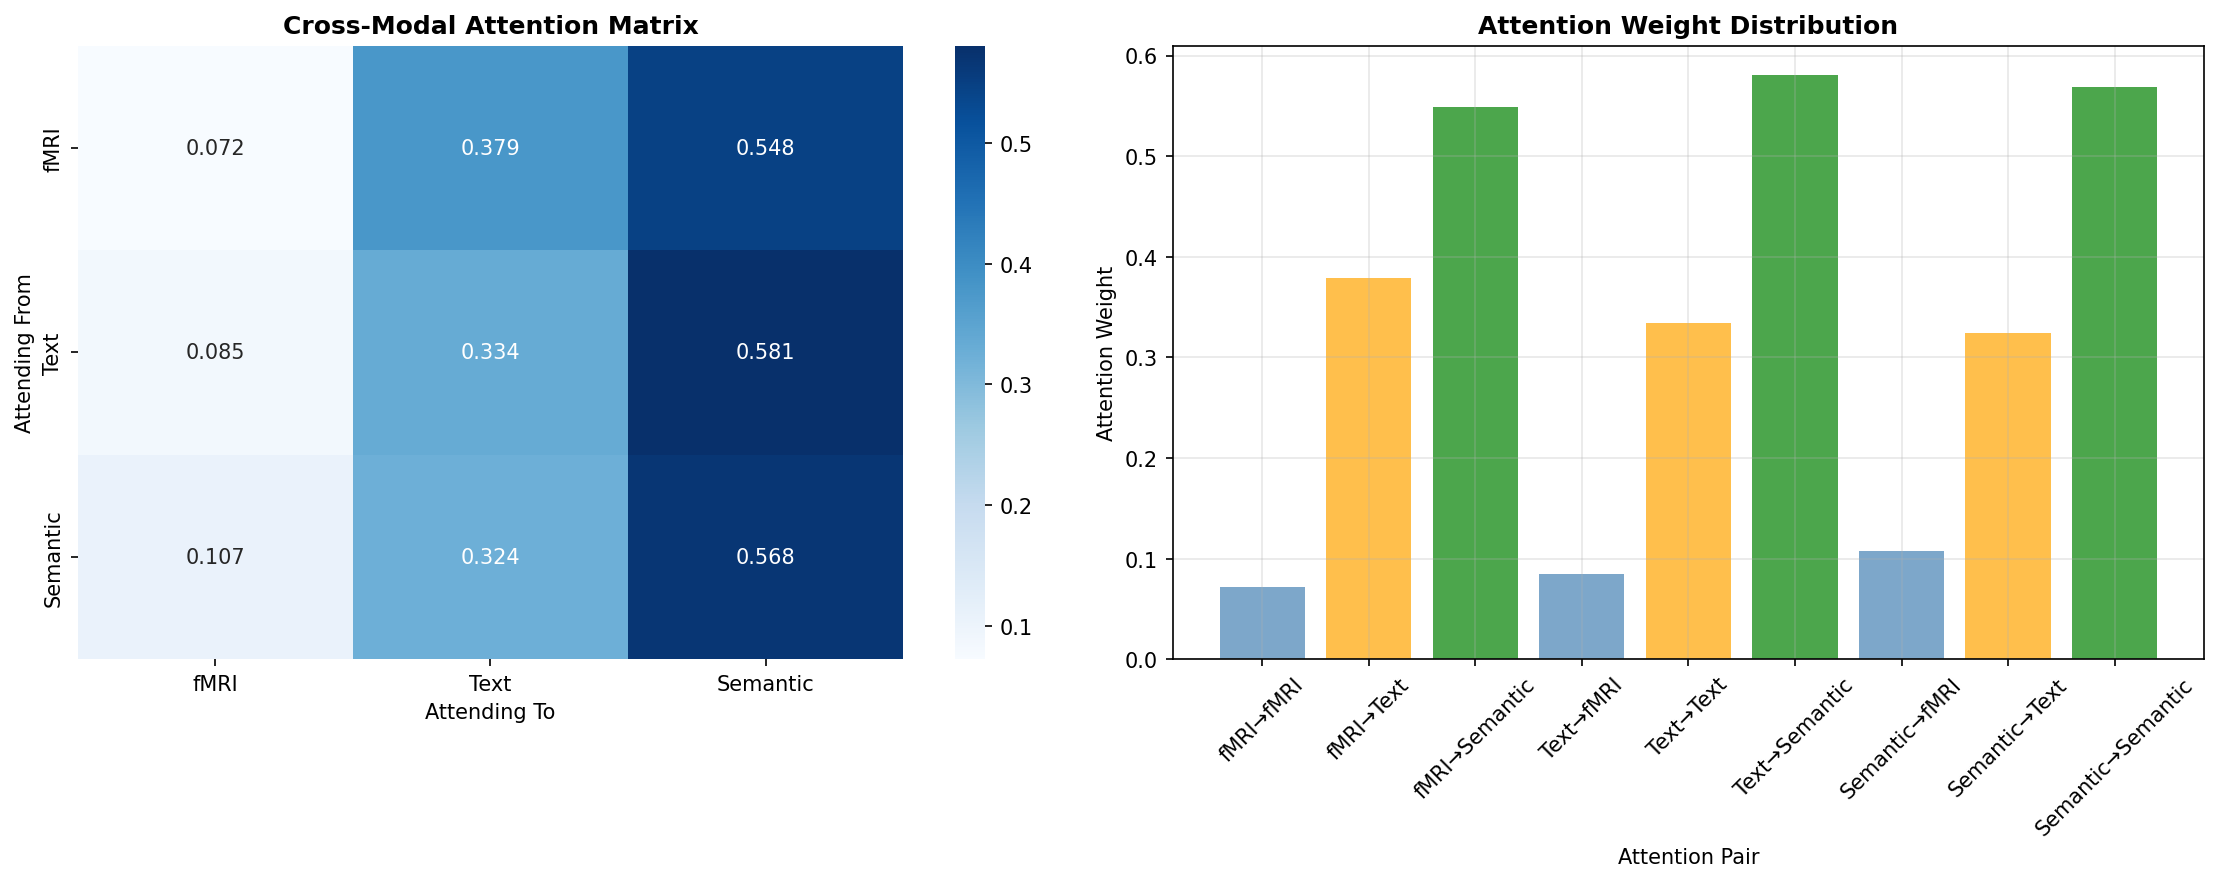 Cross-Modal Attention Matrix
Attending From
fMRI
Text
Semantic
0.072 0.379 0.548
0.085 0.334 0.581
0.107 0.324 0.568
fMRI Text Semantic
Attending To
0.5
0.4
0.3
0.2
0.1
Attention Weight Distribution
Attention Weight
0.6
0.5
0.4
0.3
0.2
0.1
0.0
fMRI→fMRI
fMRI→Text
fMRI→Semantic
Text→fMRI
Text→Text
Text→Semantic
Semantic→fMRI
Semantic→Text
Semantic→Semantic
Attention Pair